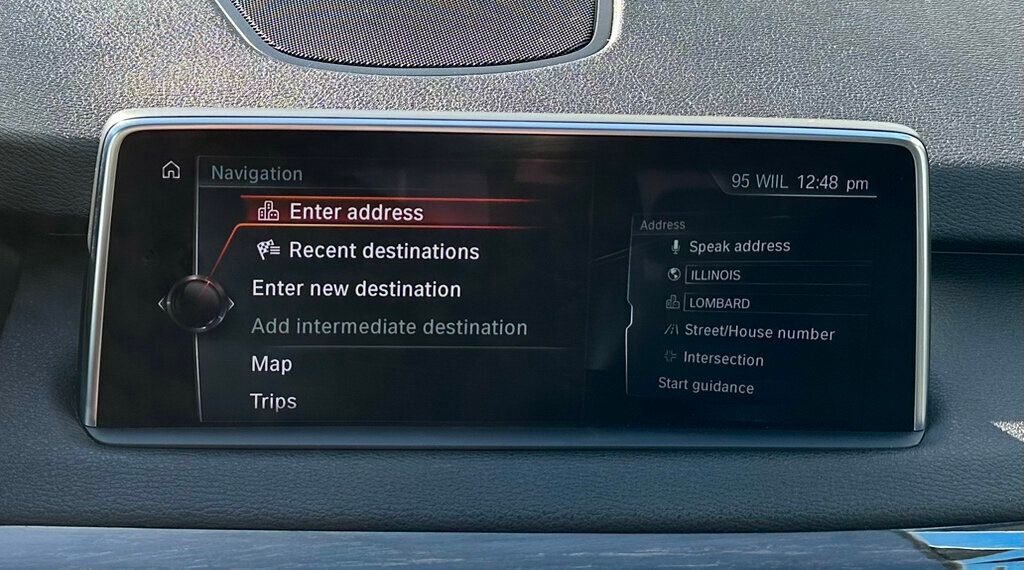 Navigation
95 WIIL 12:48 pm
Enter address
Recent destinations
Enter new destination
Add intermediate destination
Map
Trips
Address
Speak address
ILLINOIS
LOMBARD
Street/House number
Intersection
Start guidance